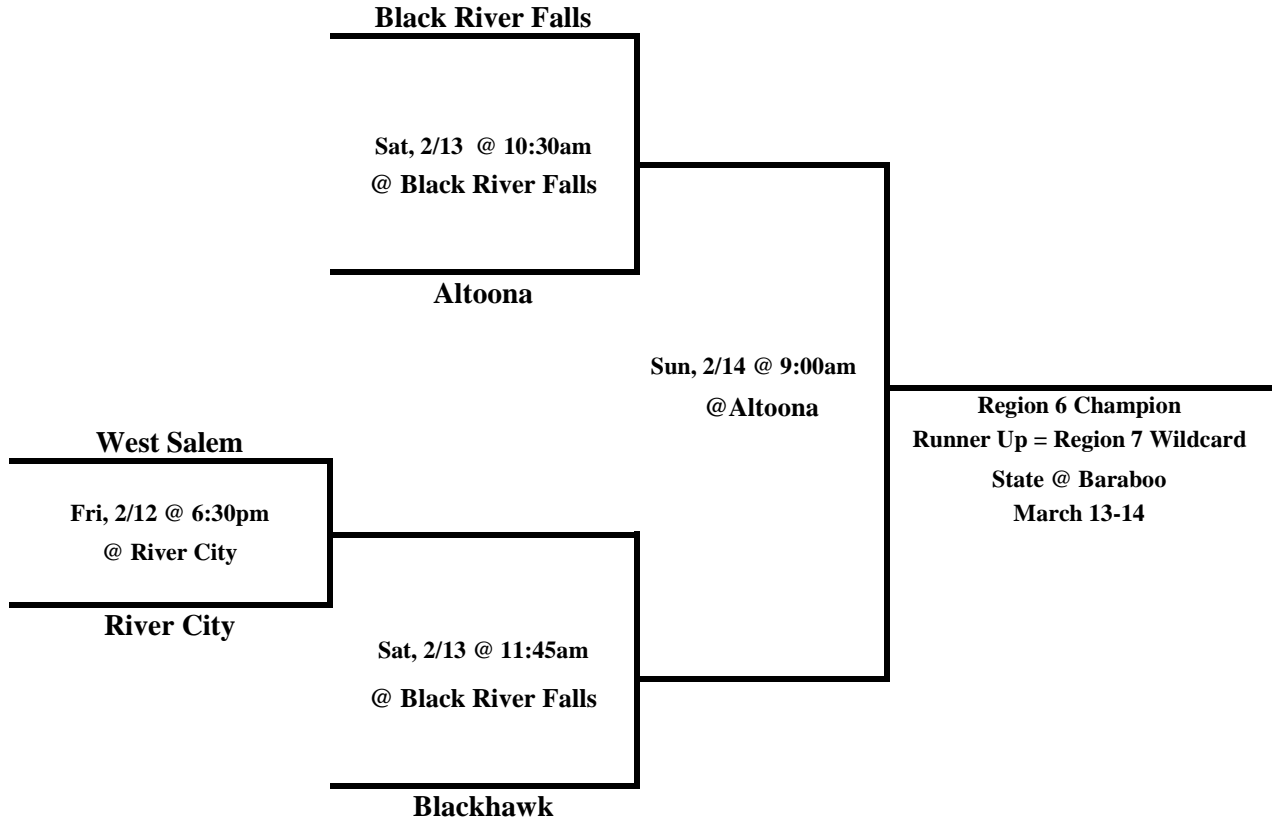 Black River Falls
Sat, 2/13 @ 10:30am
@ Black River Falls
Altoona
Sun, 2/14 @ 9:00am
@Altoona
Region 6 Champion
Runner Up = Region 7 Wildcard
State @ Baraboo
March 13-14
West Salem
Fri, 2/12 @ 6:30pm
@ River City
River City
Sat, 2/13 @ 11:45am
@ Black River Falls
Blackhawk